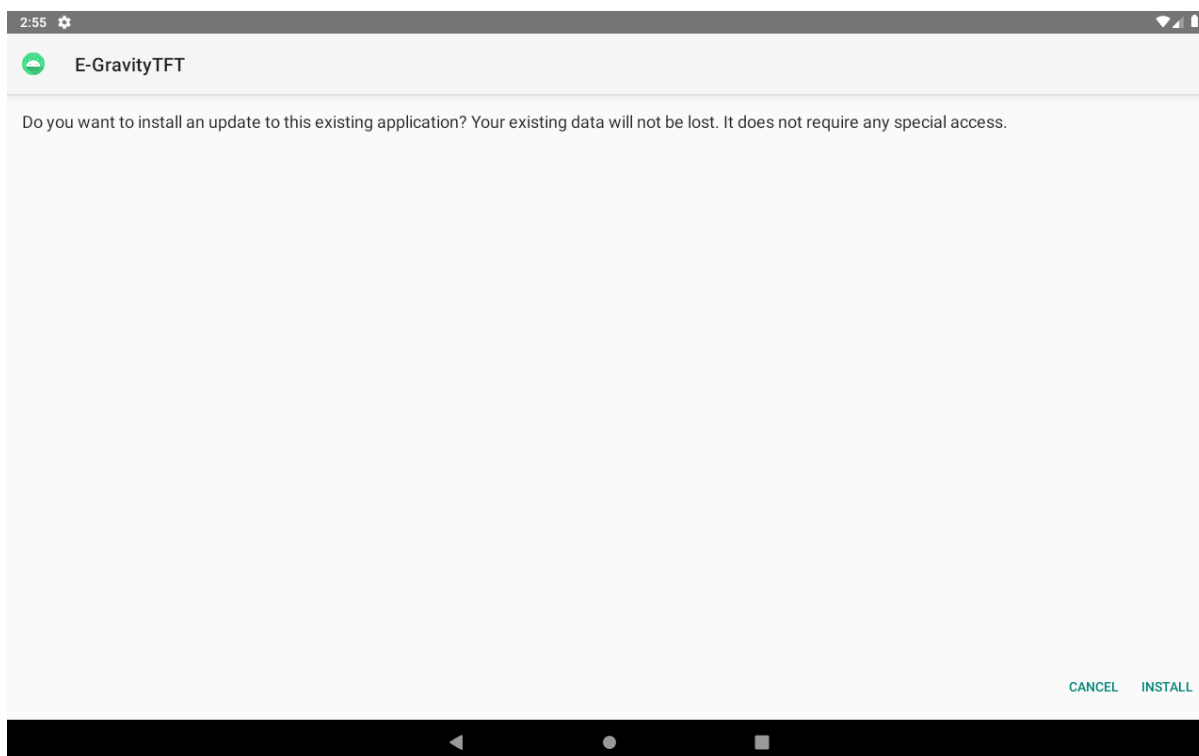 2:55
E-GravityTFT
Do you want to install an update to this existing application? Your existing data will not be lost. It does not require any special access.
CANCEL INSTALL